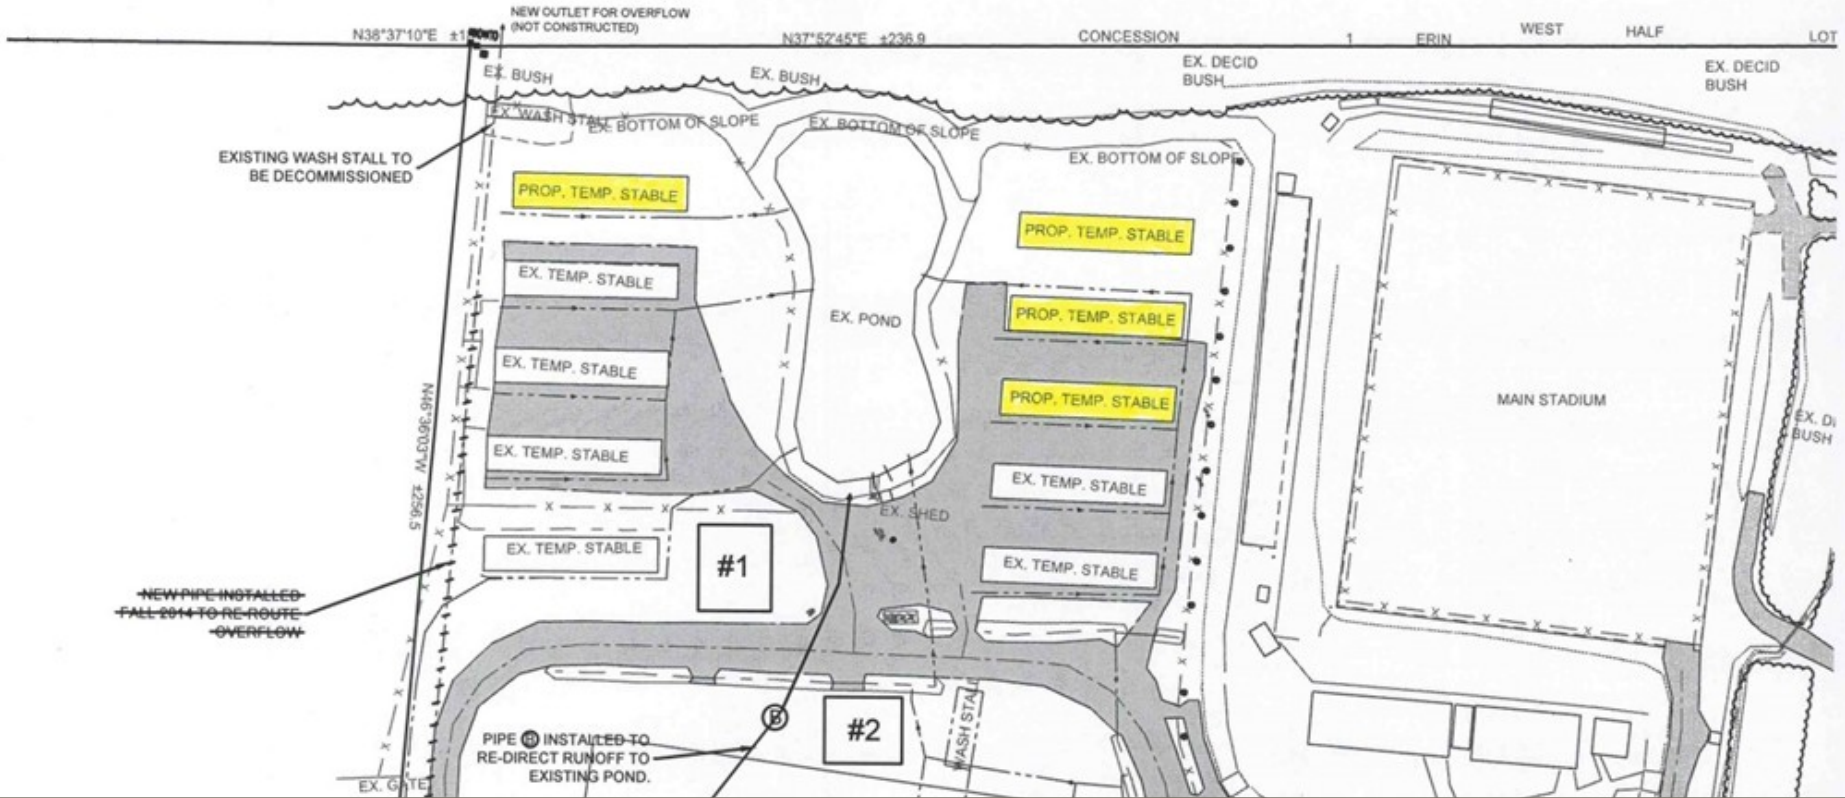 NEW OUTLET FOR OVERFLOW
(NOT CONSTRUCTED)
N38°37'10"E
N37°52'45"E ±236.9
CONCESSION
1
ERIN
WEST
HALF
LOT
EX. BUSH
EX. BUSH
EX. DECID
BUSH
EX. DECID
BUSH
EX. WASH STALL
EX. BOTTOM OF SLOPE
EX. BOTTOM OF SLOPE
EX. BOTTOM OF SLOPE
EXISTING WASH STALL TO
BE DECOMMISSIONED
PROP. TEMP. STABLE
PROP. TEMP. STABLE
EX. TEMP. STABLE
PROP. TEMP. STABLE
EX. POND
EX. TEMP. STABLE
PROP. TEMP. STABLE
MAIN STADIUM
EX. TEMP. STABLE
EX. TEMP. STABLE
EX. DE
BUSH
N46°36'03"W ±256.5
EX. SHED
EX. TEMP. STABLE
#1
EX. TEMP. STABLE
NEW PIPE INSTALLED
FALL 2014 TO RE-ROUTE
OVERFLOW
B
#2
WASH STALL
PIPE B INSTALLED TO
RE-DIRECT RUNOFF TO
EXISTING POND.
EX. GATE